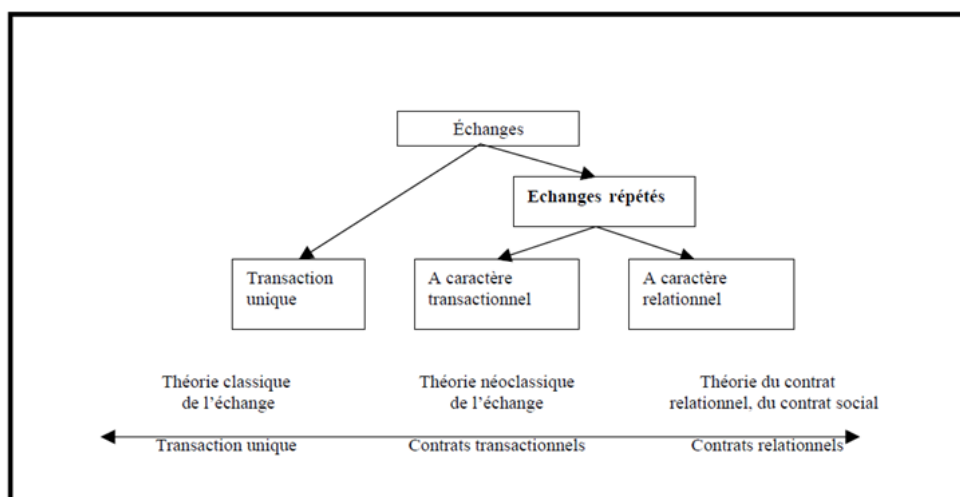 Échanges
Echanges répétés
Transaction
unique
A caractère
transactionnel
A caractère
relationnel
Théorie classique
de l'échange
Théorie néoclassique
de l'échange
Théorie du contrat
relationnel, du contrat social
Transaction unique
Contrats transactionnels
Contrats relationnels